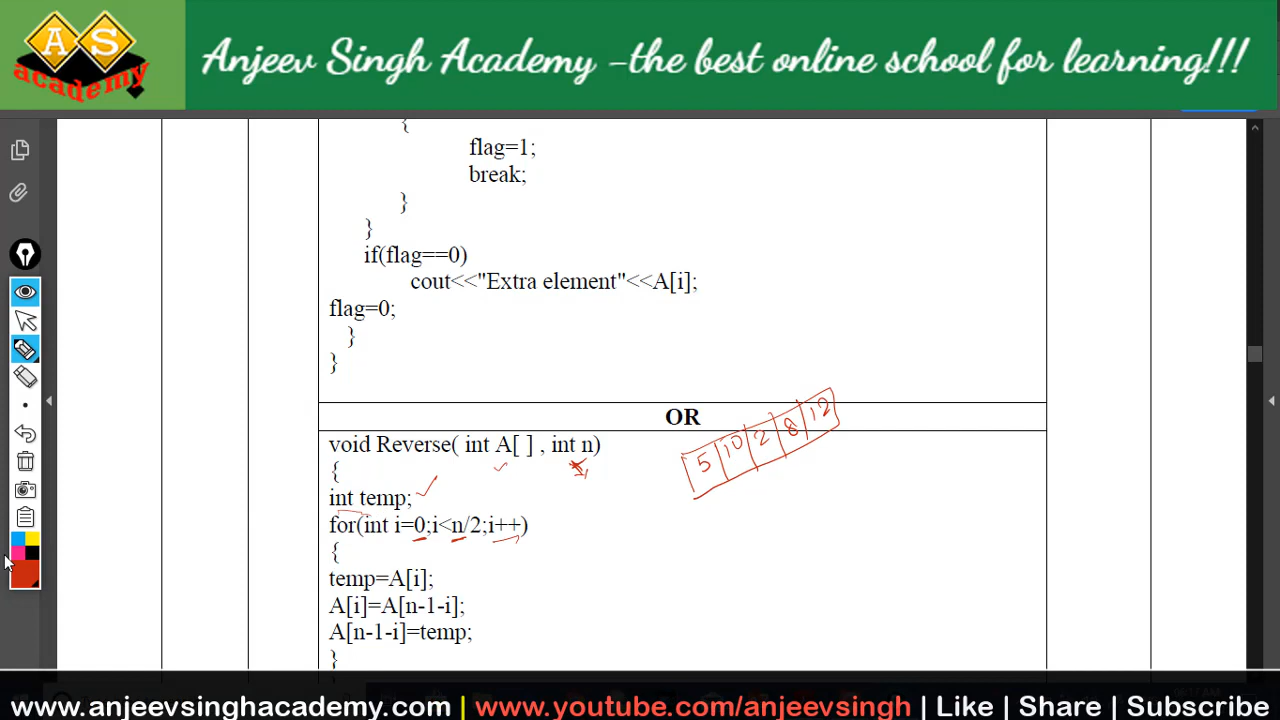 A S
academy
Anjeev Singh Academy -the best online school for learning!!!
{
flag=1;
break;
}
}
if(flag==0)
cout<<"Extra element"<<A[i];
flag=0;
}
}
OR
void Reverse( int A[ ] , int n)
5 10 2 8 12
{
int temp;
for(int i=0;i<n/2;i++)
{
temp=A[i];
A[i]=A[n-1-i];
A[n-1-i]=temp;
}
www.anjeevsinghacademy.com | www.youtube.com/anjeevsingh | Like | Share | Subscribe